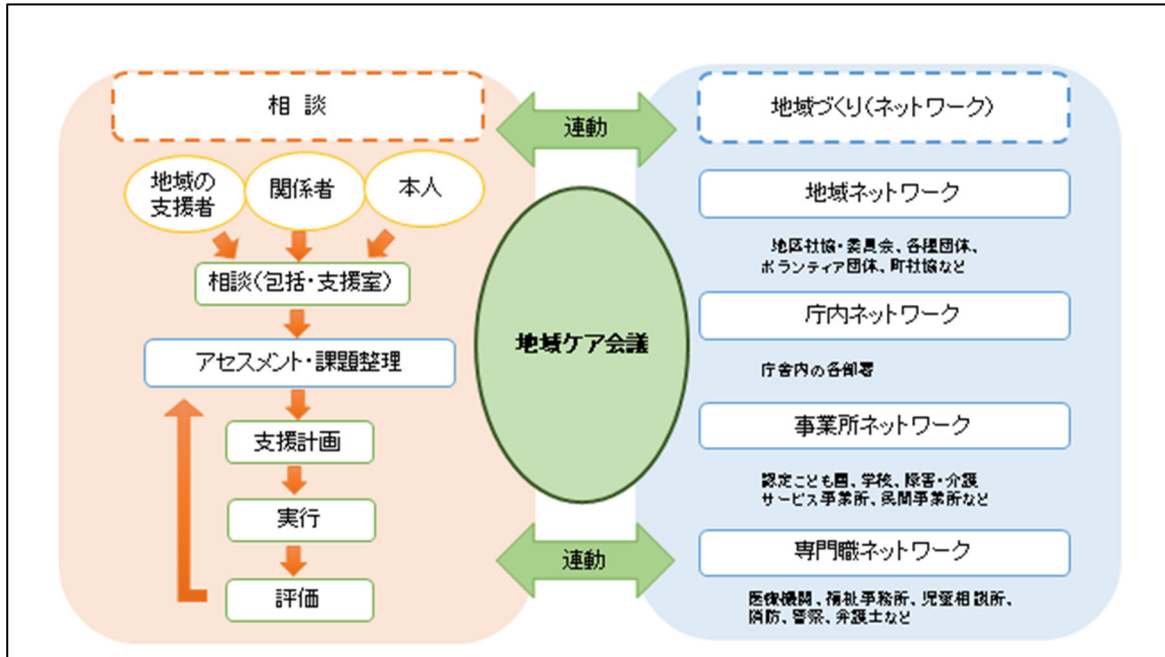 相 談
地域の
支援者
関係者
本人
相談(包括・支援室)
アセスメント・課題整理
支援計画
実行
評価
連動
地域ケア会議
連動
地域づくり(ネットワーク)
地域ネットワーク
地区社協・委員会、各種団体、
ボランティア団体、町社協など
庁内ネットワーク
庁舎内の各部署
事業所ネットワーク
認定こども園、学校、障害・介護
サービス事業所、民間事業所など
専門職ネットワーク
医療機関、福祉事務所、児童相談所、
消防、警察、弁護士など